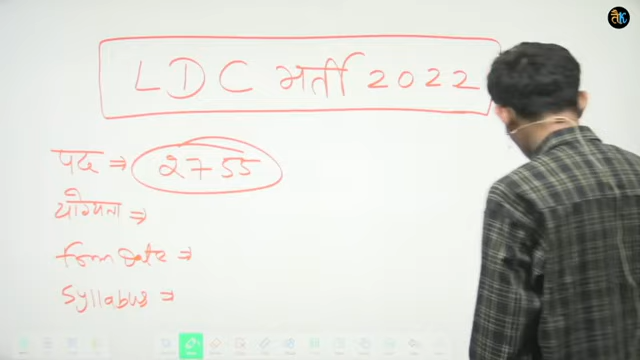 LDC भर्ती 2022
पद ⇒ 2755
योग्यता ⇒
form Date ⇒
Syllabus ⇒